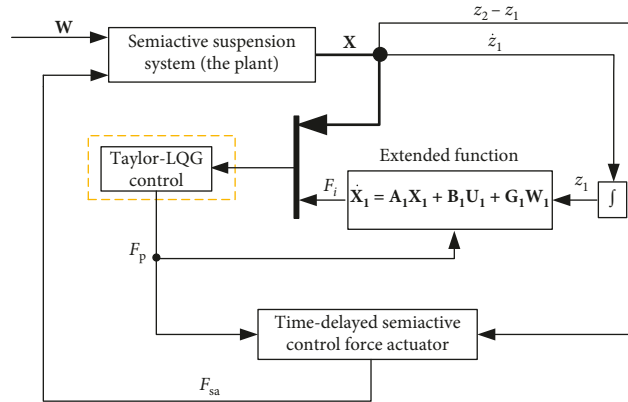 W
Semiactive suspension
system (the plant)
X
z₂ – z₁
ż₁
Taylor-LQG
control
Extended function
Fᵢ
Ẋ₁ = A₁X₁ + B₁U₁ + G₁W₁
z₁
∫
Fₚ
Time-delayed semiactive
control force actuator
Fₛₐ